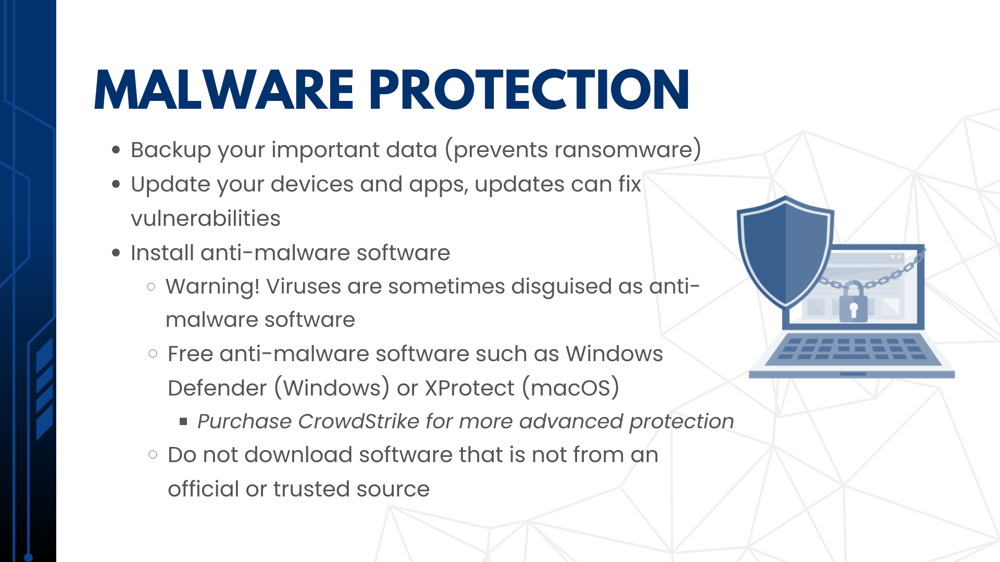 MALWARE PROTECTION
Backup your important data (prevents ransomware)
Update your devices and apps, updates can fix
vulnerabilities
Install anti-malware software
Warning! Viruses are sometimes disguised as anti-
malware software
Free anti-malware software such as Windows
Defender (Windows) or XProtect (macOS)
Purchase CrowdStrike for more advanced protection
Do not download software that is not from an
official or trusted source